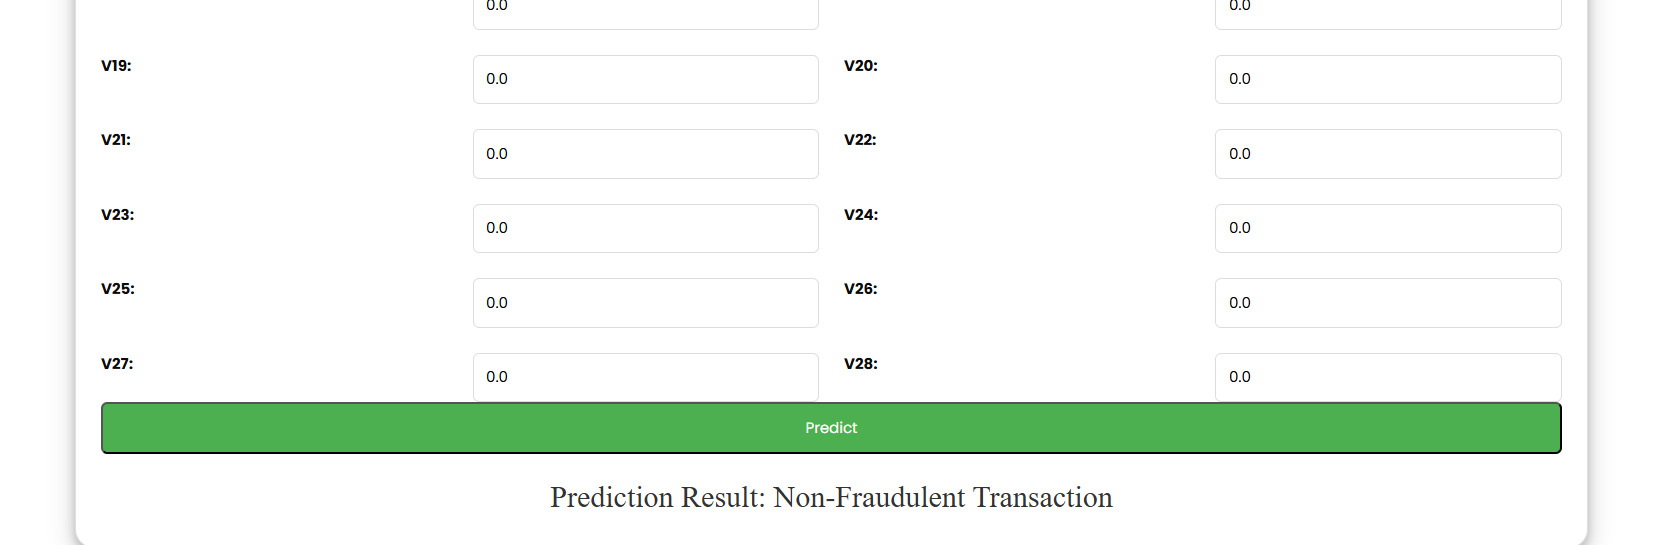 0.0 0.0
V19: 0.0 V20: 0.0
V21: 0.0 V22: 0.0
V23: 0.0 V24: 0.0
V25: 0.0 V26: 0.0
V27: 0.0 V28: 0.0
Predict
Prediction Result: Non-Fraudulent Transaction